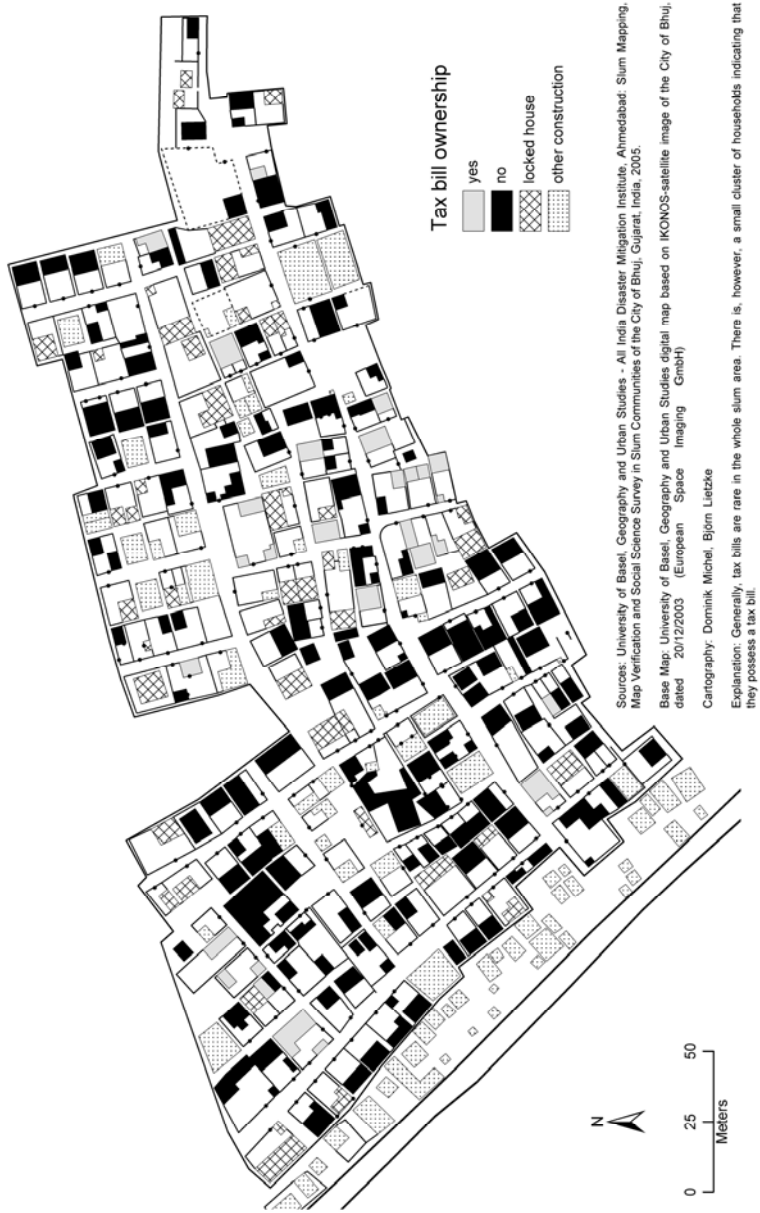 Tax bill ownership
yes
no
locked house
other construction
Sources: University of Basel, Geography and Urban Studies - All India Disaster Mitigation Institute, Ahmedabad: Slum Mapping,
Map Verification and Social Science Survey in Slum Communities of the City of Bhuj, Gujarat, India, 2005.
Base Map: University of Basel, Geography and Urban Studies digital map based on IKONOS-satellite image of the City of Bhuj,
dated 20/12/2003 (European Space Imaging GmbH)
Cartography: Dominik Michel, Björn Lietzke
Explanation: Generally, tax bills are rare in the whole slum area. There is, however, a small cluster of households indicating that
they possess a tax bill.
N
0 25 50
Meters